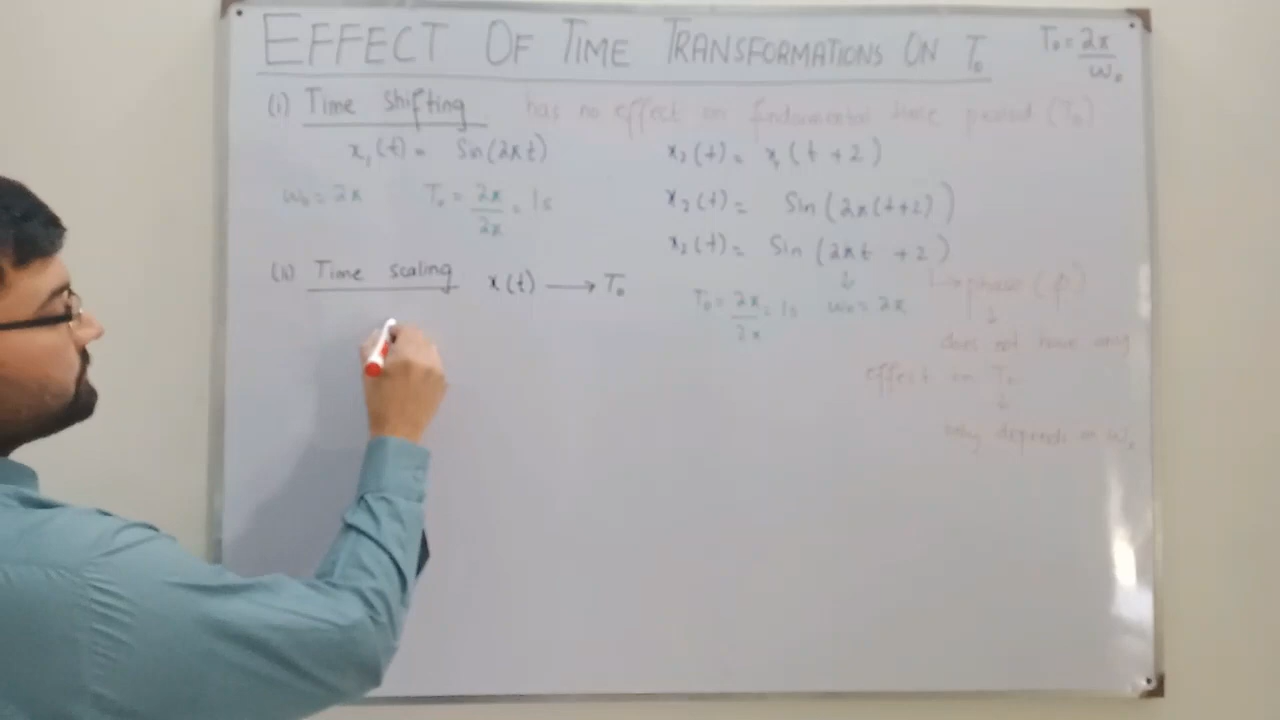 EFFECT OF TIME TRANSFORMATIONS ON T₀
T₀ = 2π/ω₀
(i) Time shifting has no effect on fundamental time period (T₀)
x₁(t) = Sin(2πt)
ω₀ = 2π T₀ = 2π/2π = 1s
x₂(t) = x₁(t+2)
x₂(t) = Sin(2π(t+2))
x₂(t) = Sin(2πt +2)
↓ ↳ phase (φ)
T₀ = 2π/2π = 1s ω₀ = 2π
↓
does not have any
effect on T₀
↓
only depends on ω₀
(ii) Time scaling x(t) ⟶ T₀